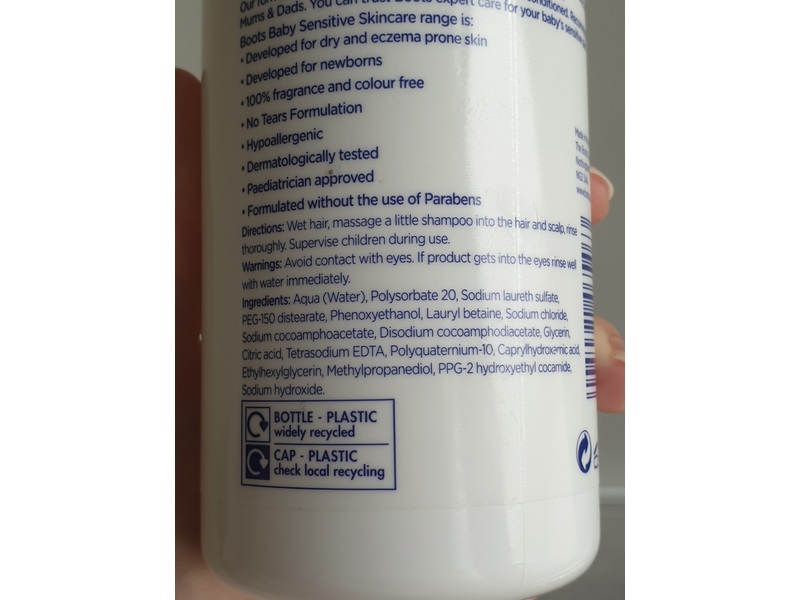 Our form
conditioned.
Mums & Dads. You can trust Boots expert care for your baby's sensitive
Boots Baby Sensitive Skincare range is:
• Developed for dry and eczema prone skin
• Developed for newborns
• 100% fragrance and colour free
• No Tears Formulation
• Hypoallergenic
• Dermatologically tested
• Paediatrician approved
• Formulated without the use of Parabens
Directions: Wet hair, massage a little shampoo into the hair and scalp, rinse
thoroughly. Supervise children during use.
Warnings: Avoid contact with eyes. If product gets into the eyes rinse well
with water immediately.
Ingredients: Aqua (Water), Polysorbate 20, Sodium laureth sulfate,
PEG-150 distearate, Phenoxyethanol, Lauryl betaine, Sodium chloride,
Sodium cocoamphoacetate, Disodium cocoamphodiacetate, Glycerin,
Citric acid, Tetrasodium EDTA, Polyquaternium-10, Caprylhydroxamic acid,
Ethylhexylglycerin, Methylpropanediol, PPG-2 hydroxyethyl cocamide,
Sodium hydroxide.
BOTTLE - PLASTIC
widely recycled
CAP - PLASTIC
check local recycling
Made in